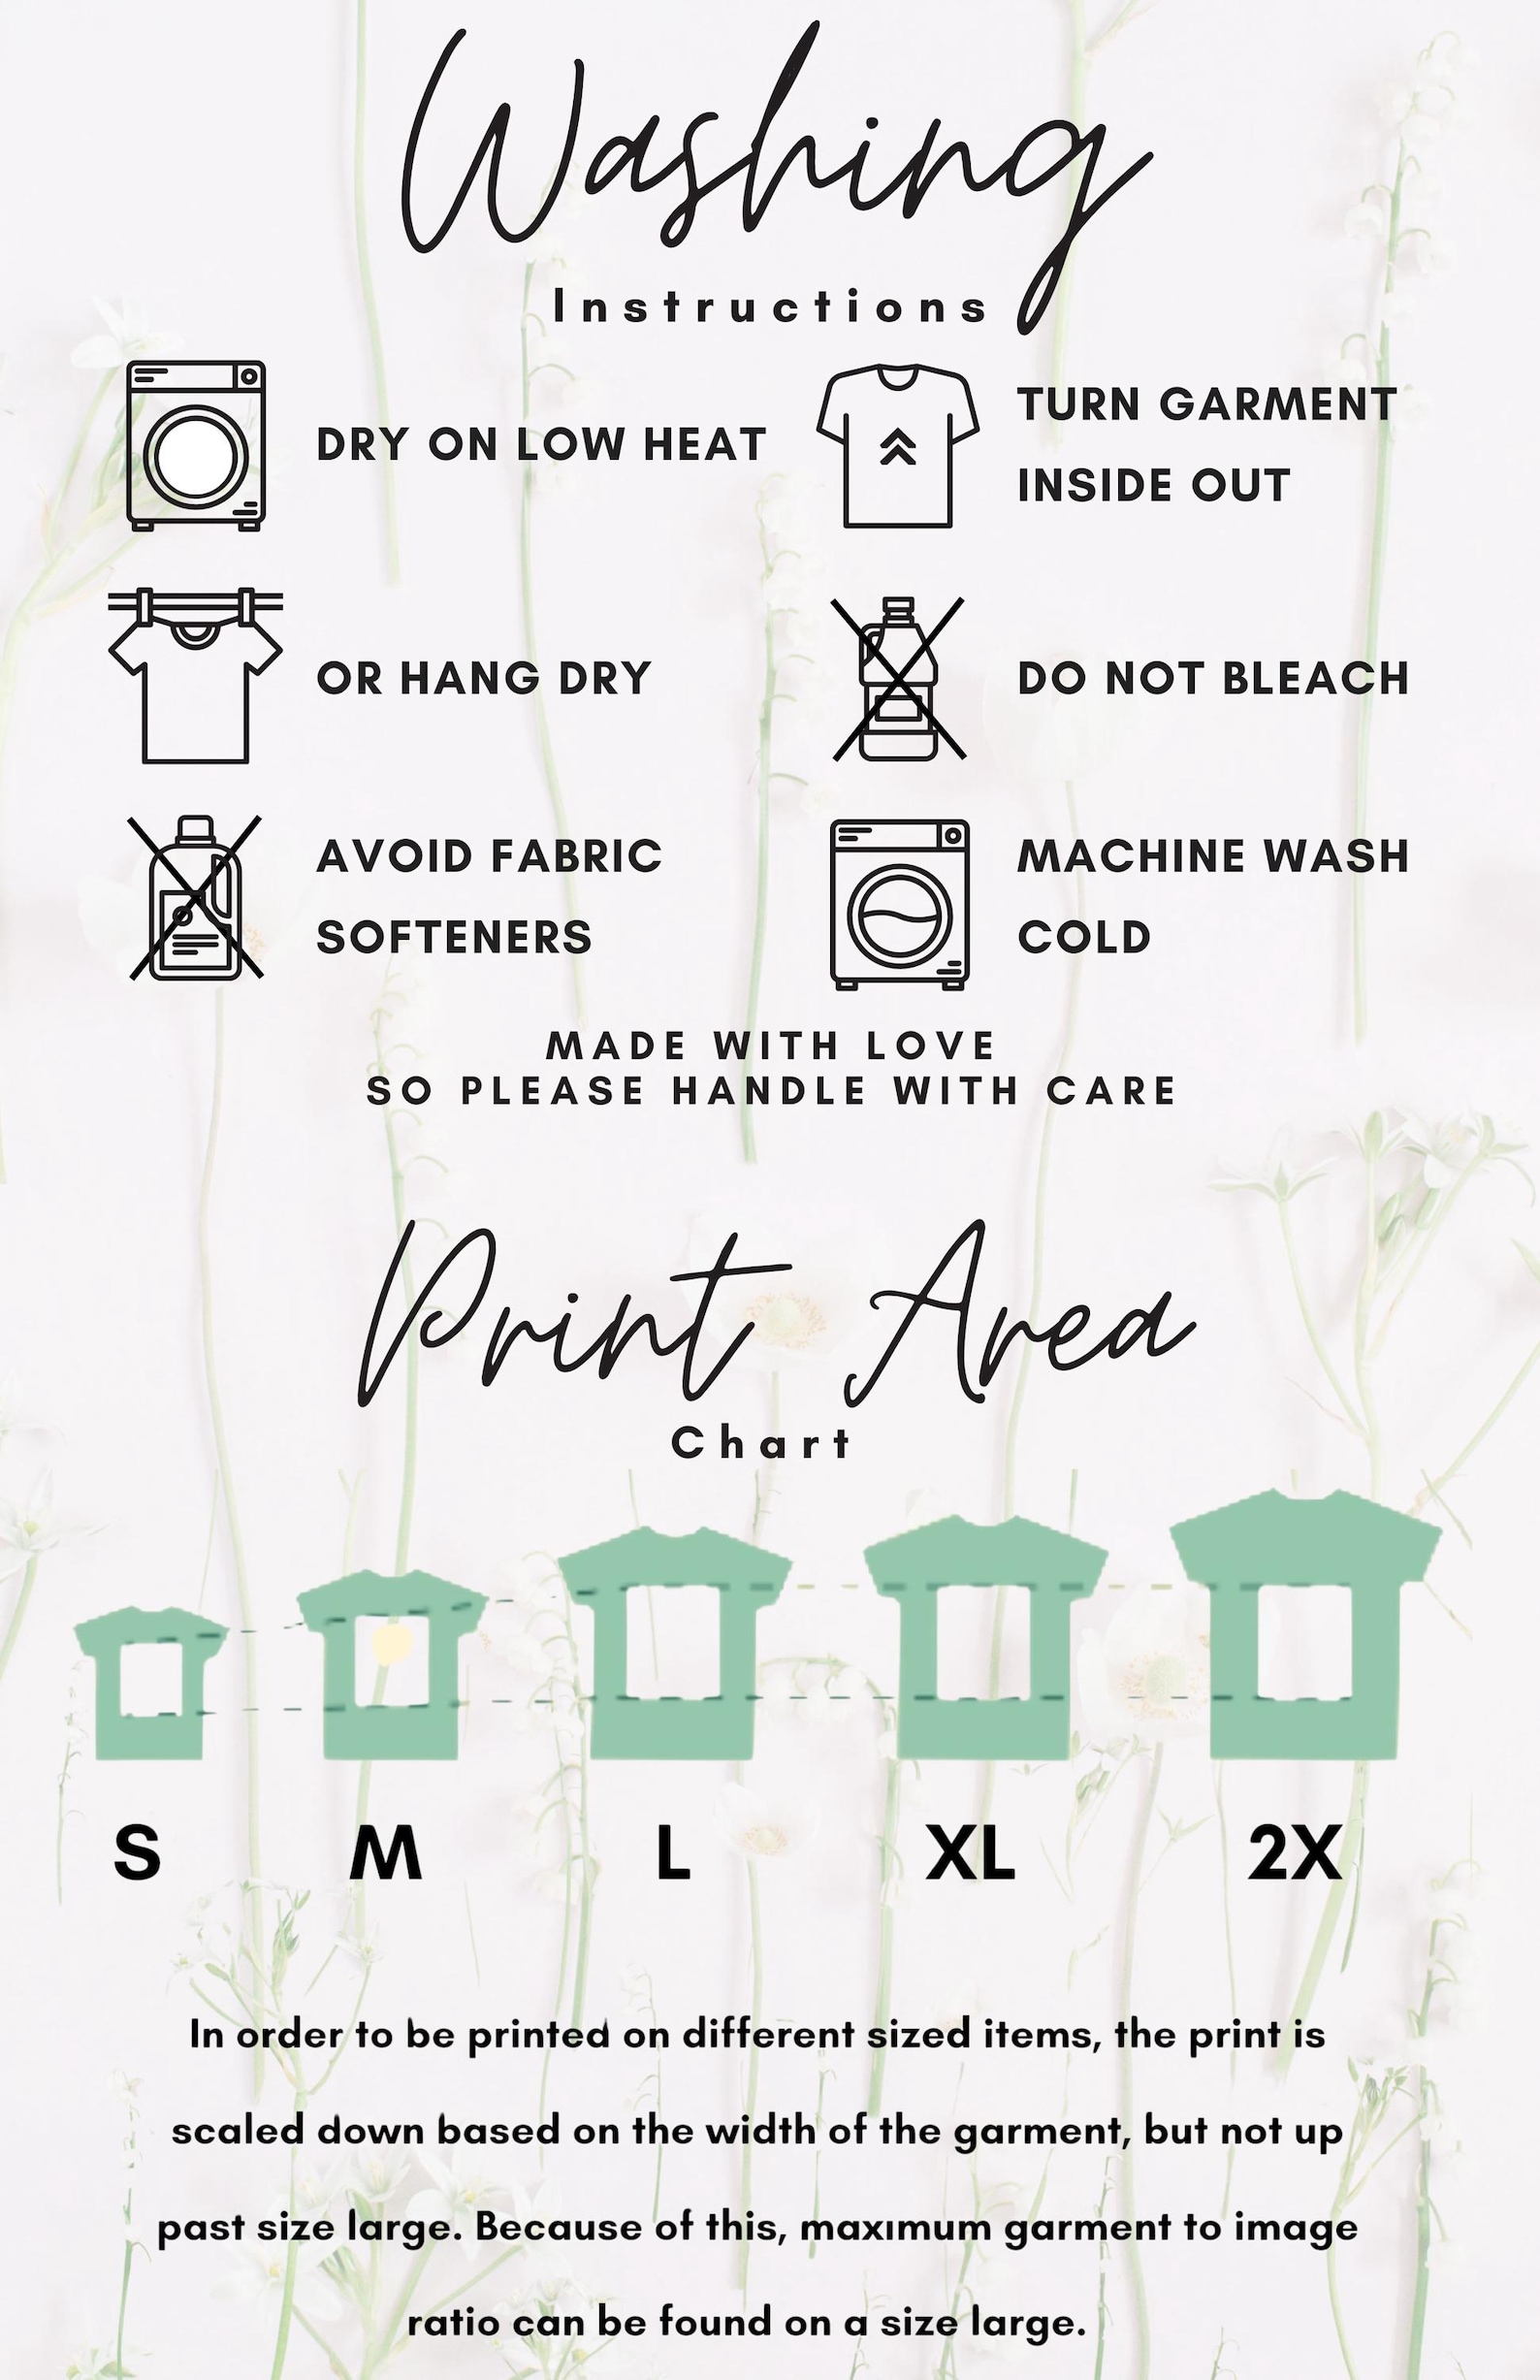 Washing
Instructions
DRY ON LOW HEAT
TURN GARMENT
INSIDE OUT
OR HANG DRY
DO NOT BLEACH
AVOID FABRIC
SOFTENERS
MACHINE WASH
COLD
MADE WITH LOVE
SO PLEASE HANDLE WITH CARE
Print Area
Chart
S M L XL 2X
In order to be printed on different sized items, the print is
scaled down based on the width of the garment, but not up
past size large. Because of this, maxımum garment to image
ratio can be found on a size large.